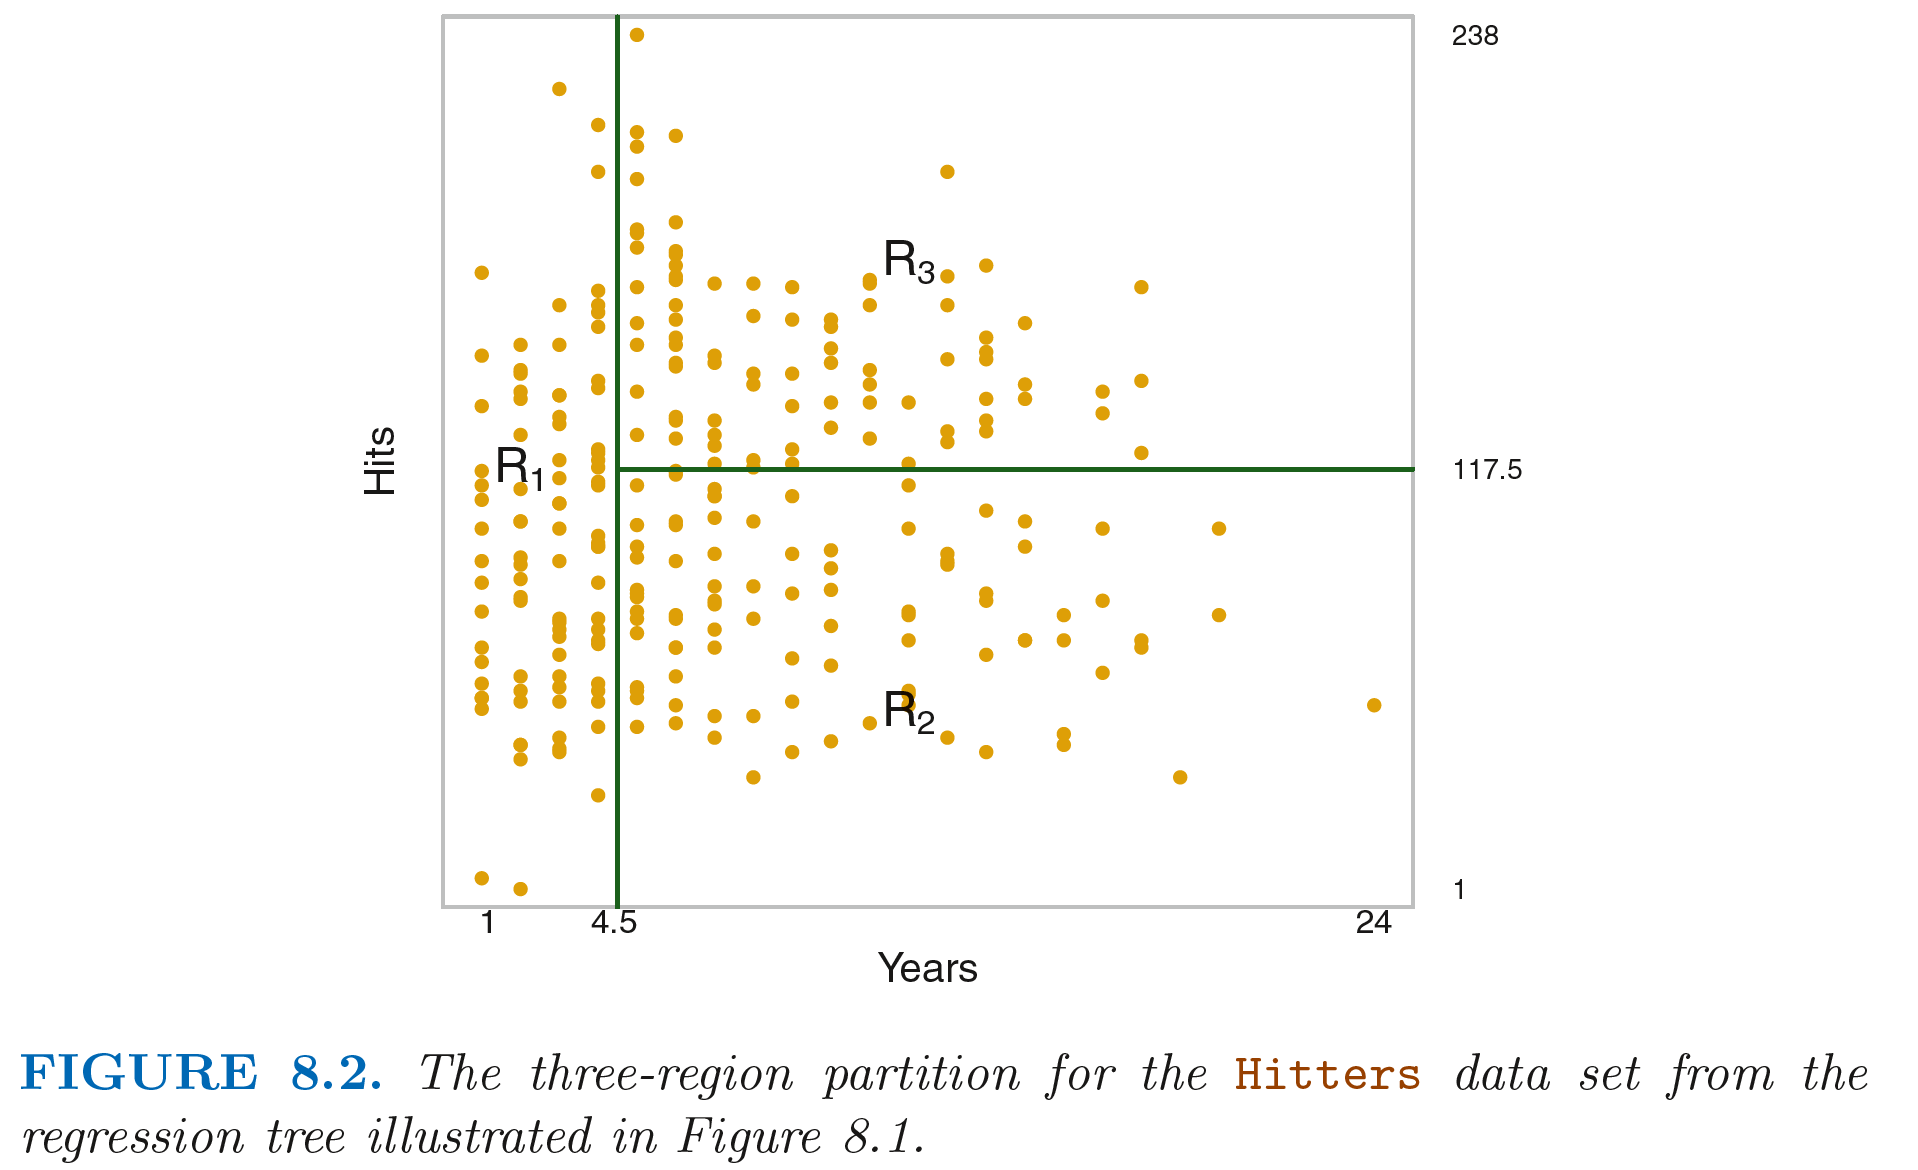 238
R3
Hits
R1
117.5
R2
1
1 4.5 24
Years
FIGURE 8.2. The three-region partition for the Hitters data set from the
regression tree illustrated in Figure 8.1.